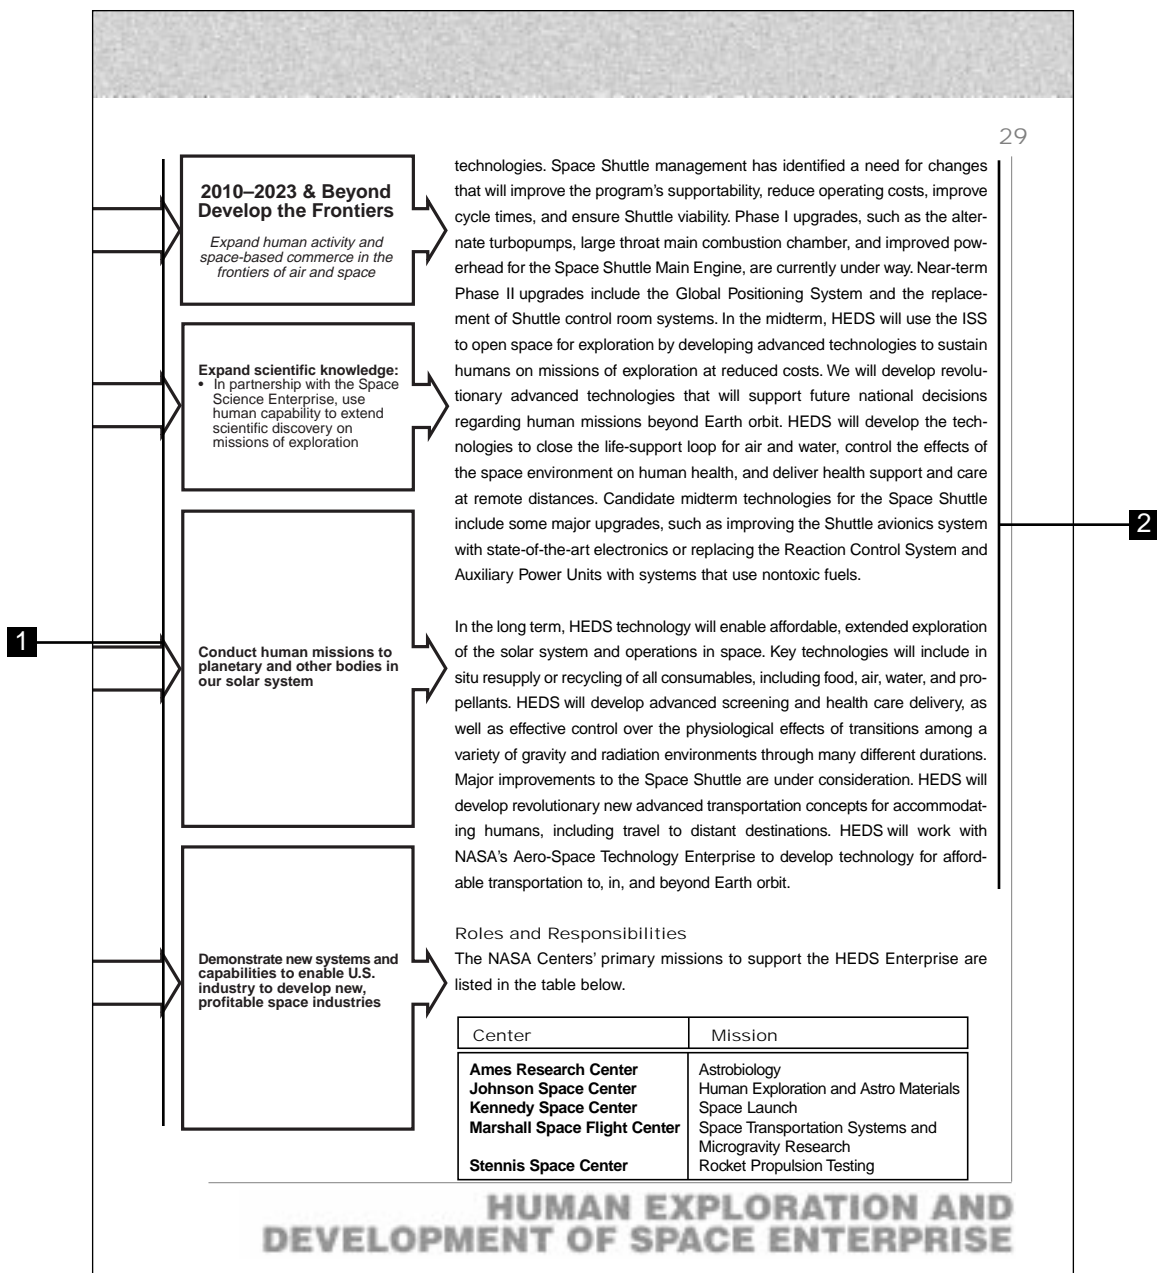 29
2010–2023 & Beyond
Develop the Frontiers
Expand human activity and
space-based commerce in the
frontiers of air and space
Expand scientific knowledge:
• In partnership with the Space
Science Enterprise, use
human capability to extend
scientific discovery on
missions of exploration
1
Conduct human missions to
planetary and other bodies in
our solar system
Demonstrate new systems and
capabilities to enable U.S.
industry to develop new,
profitable space industries
technologies. Space Shuttle management has identified a need for changes
that will improve the program's supportability, reduce operating costs, improve
cycle times, and ensure Shuttle viability. Phase I upgrades, such as the alter-
nate turbopumps, large throat main combustion chamber, and improved pow-
erhead for the Space Shuttle Main Engine, are currently under way. Near-term
Phase II upgrades include the Global Positioning System and the replace-
ment of Shuttle control room systems. In the midterm, HEDS will use the ISS
to open space for exploration by developing advanced technologies to sustain
humans on missions of exploration at reduced costs. We will develop revolu-
tionary advanced technologies that will support future national decisions
regarding human missions beyond Earth orbit. HEDS will develop the tech-
nologies to close the life-support loop for air and water, control the effects of
the space environment on human health, and deliver health support and care
at remote distances. Candidate midterm technologies for the Space Shuttle
include some major upgrades, such as improving the Shuttle avionics system
with state-of-the-art electronics or replacing the Reaction Control System and
Auxiliary Power Units with systems that use nontoxic fuels.
2
In the long term, HEDS technology will enable affordable, extended exploration
of the solar system and operations in space. Key technologies will include in
situ resupply or recycling of all consumables, including food, air, water, and pro-
pellants. HEDS will develop advanced screening and health care delivery, as
well as effective control over the physiological effects of transitions among a
variety of gravity and radiation environments through many different durations.
Major improvements to the Space Shuttle are under consideration. HEDS will
develop revolutionary new advanced transportation concepts for accommodat-
ing humans, including travel to distant destinations. HEDS will work with
NASA's Aero-Space Technology Enterprise to develop technology for afford-
able transportation to, in, and beyond Earth orbit.
Roles and Responsibilities
The NASA Centers' primary missions to support the HEDS Enterprise are
listed in the table below.
Center Mission
Ames Research Center Astrobiology
Johnson Space Center Human Exploration and Astro Materials
Kennedy Space Center Space Launch
Marshall Space Flight Center Space Transportation Systems and
Microgravity Research
Stennis Space Center Rocket Propulsion Testing
HUMAN EXPLORATION AND
DEVELOPMENT OF SPACE ENTERPRISE